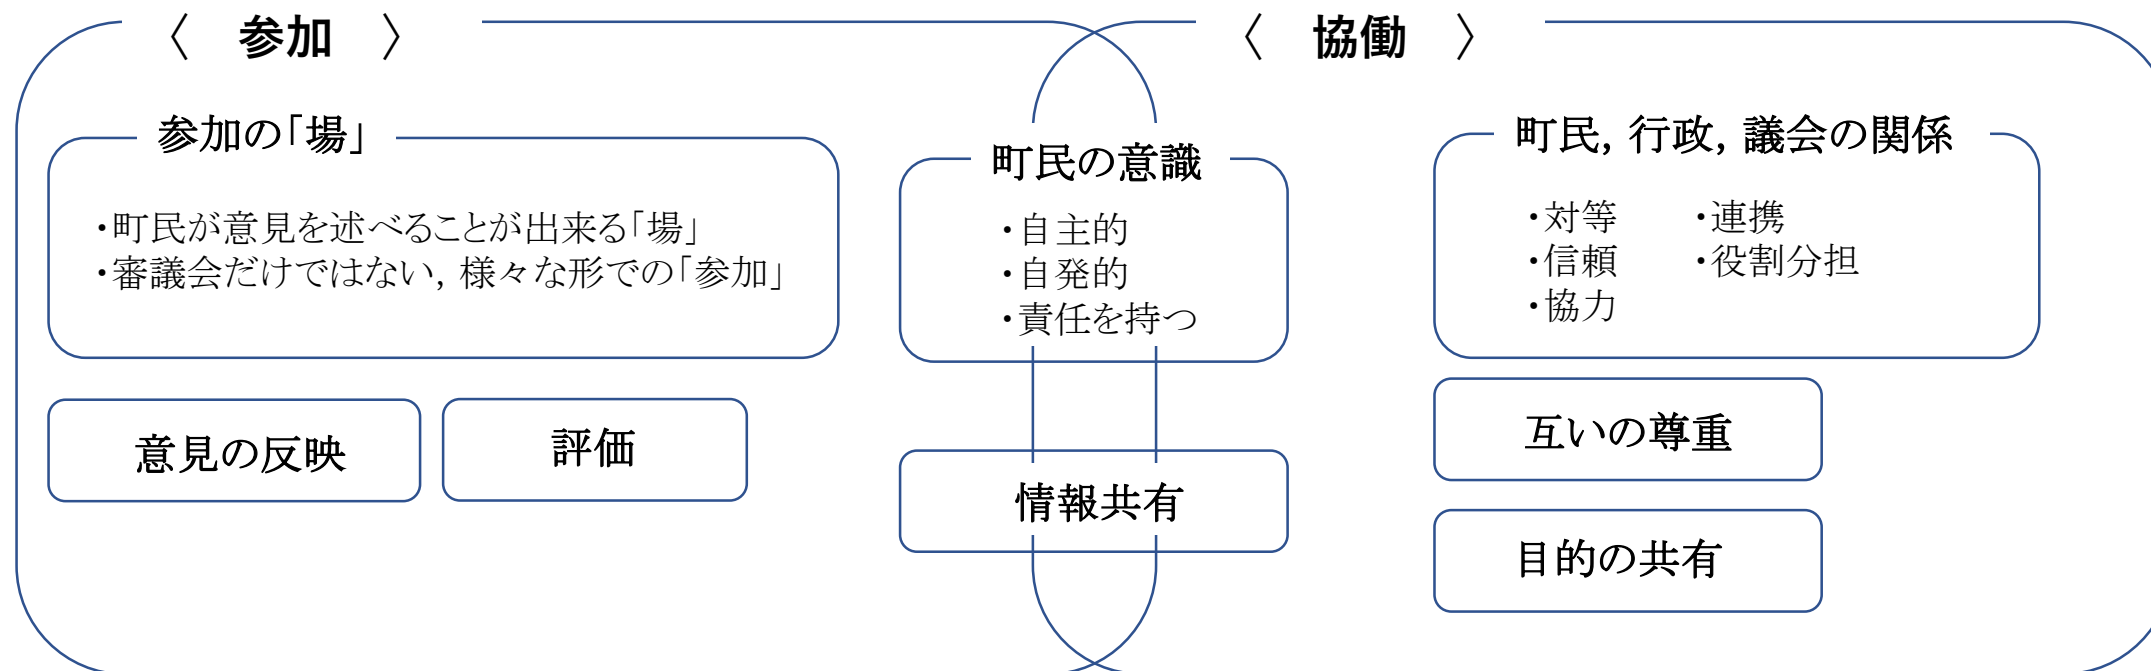 〈 参加 〉
参加の「場」
・町民が意見を述べることが出来る「場」
・審議会だけではない，様々な形での「参加」
意見の反映
評価
町民の意識
・自主的
・自発的
・責任を持つ
情報共有
〈 協働 〉
町民，行政，議会の関係
・対等 ・連携
・信頼 ・役割分担
・協力
互いの尊重
目的の共有